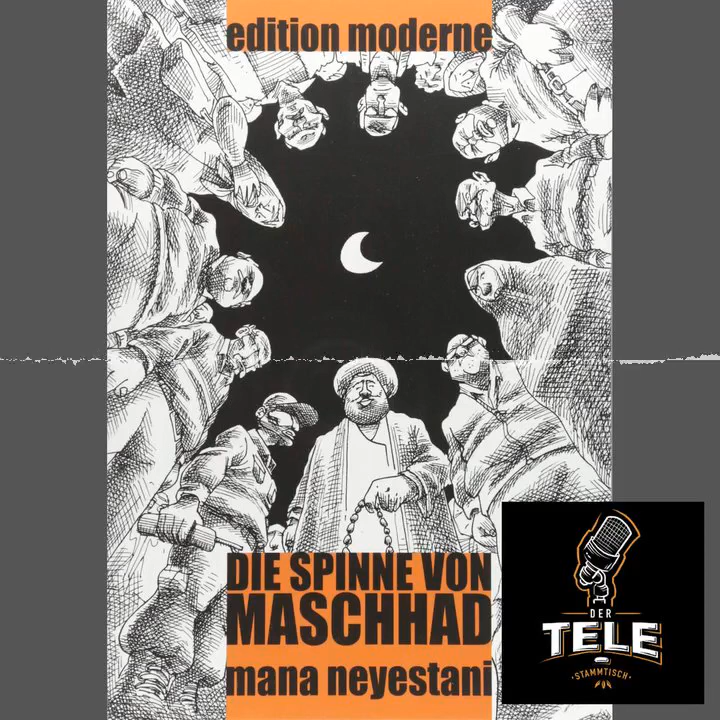 edition moderne
DIE SPINNE VON
MASCHHAD
mana neyestani
DER
TELE
STAMMTISCH